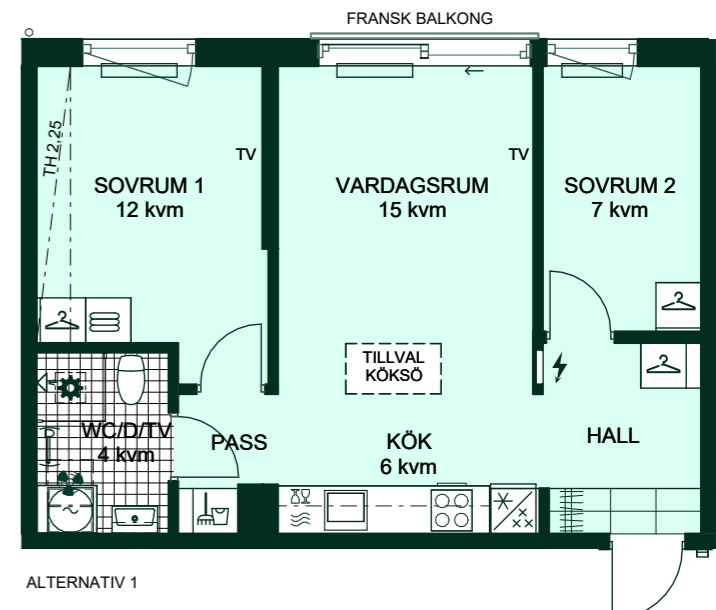 FRANSK BALKONG
TH 2,25
TV
TV
SOVRUM 1
12 kvm
VARDAGSRUM
15 kvm
SOVRUM 2
7 kvm
TILLVAL
KÖKSÖ
WC/D/TV
4 kvm
PASS
KÖK
6 kvm
HALL
ALTERNATIV 1